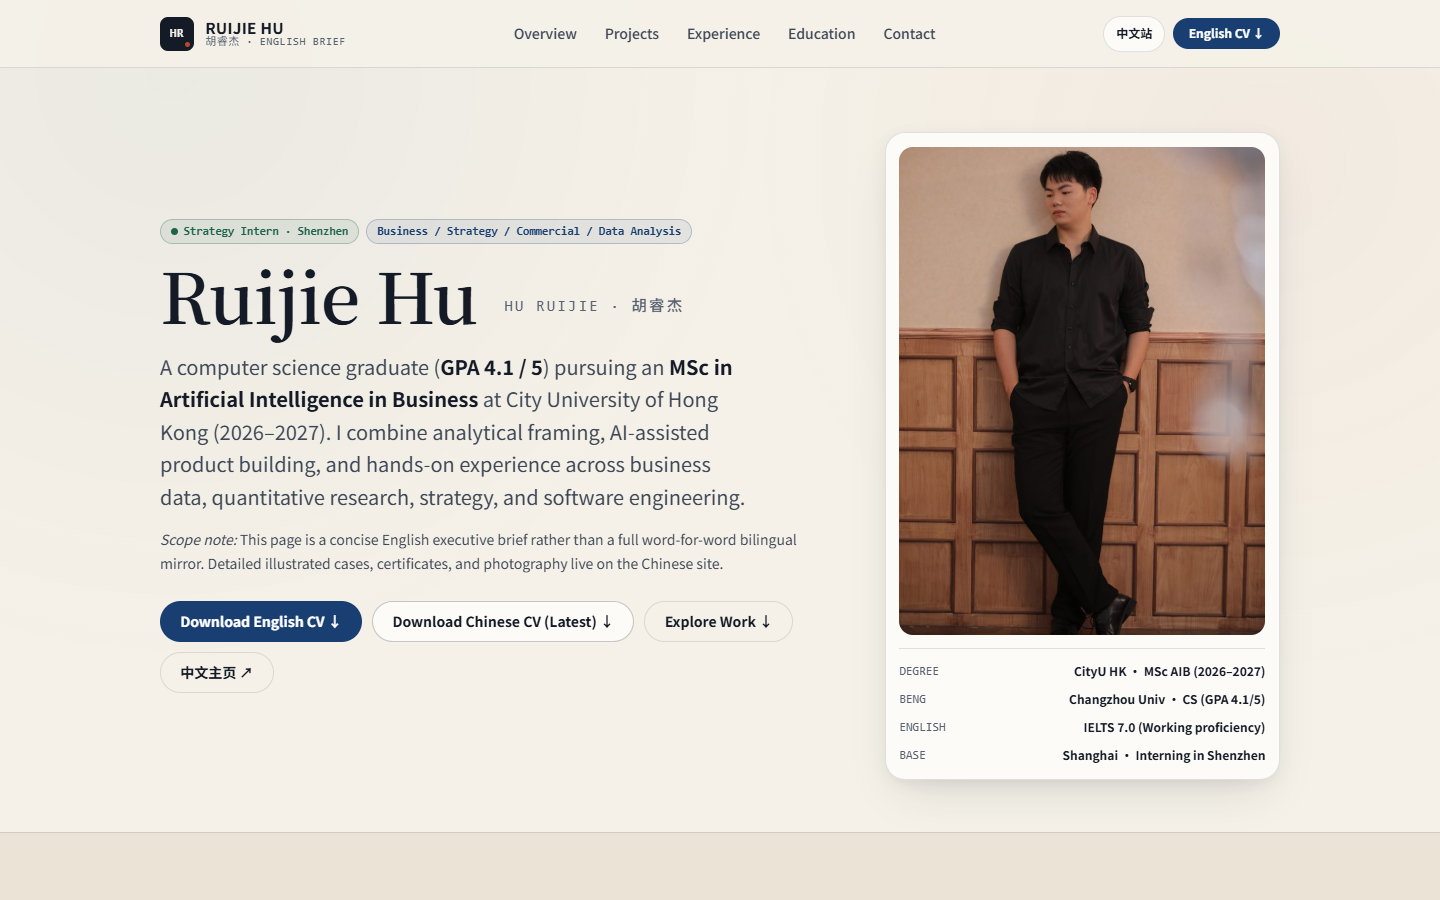 HR
RUIJIE HU
胡睿杰 · ENGLISH BRIEF
Overview
Projects
Experience
Education
Contact
中文站
English CV ↓
Strategy Intern · Shenzhen
Business / Strategy / Commercial / Data Analysis
Ruijie Hu
HU RUIJIE · 胡睿杰
A computer science graduate (GPA 4.1 / 5) pursuing an MSc in
Artificial Intelligence in Business at City University of Hong
Kong (2026–2027). I combine analytical framing, AI-assisted
product building, and hands-on experience across business
data, quantitative research, strategy, and software engineering.
Scope note: This page is a concise English executive brief rather than a full word-for-word bilingual
mirror. Detailed illustrated cases, certificates, and photography live on the Chinese site.
Download English CV ↓
Download Chinese CV (Latest) ↓
Explore Work ↓
中文主页 ↗
DEGREE
CityU HK · MSc AIB (2026–2027)
BENG
Changzhou Univ · CS (GPA 4.1/5)
ENGLISH
IELTS 7.0 (Working proficiency)
BASE
Shanghai · Interning in Shenzhen